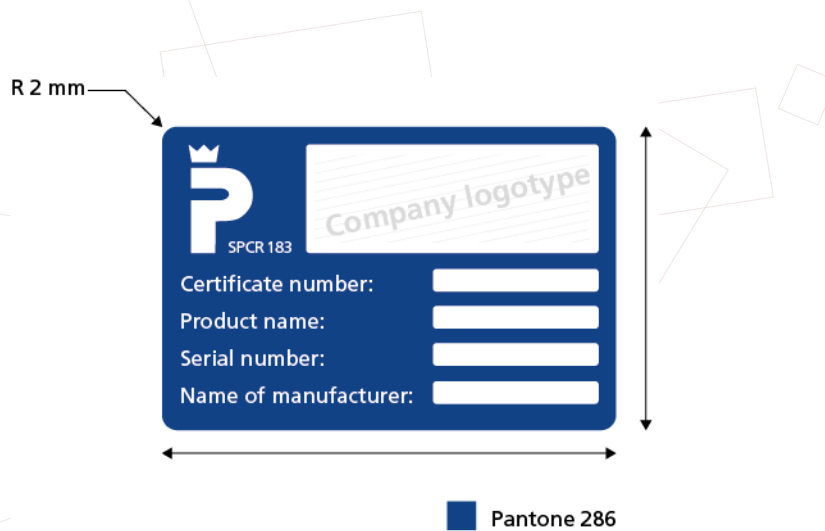 R 2 mm
Company logotype
P
SPCR 183
Certificate number:
Product name:
Serial number:
Name of manufacturer:
Pantone 286